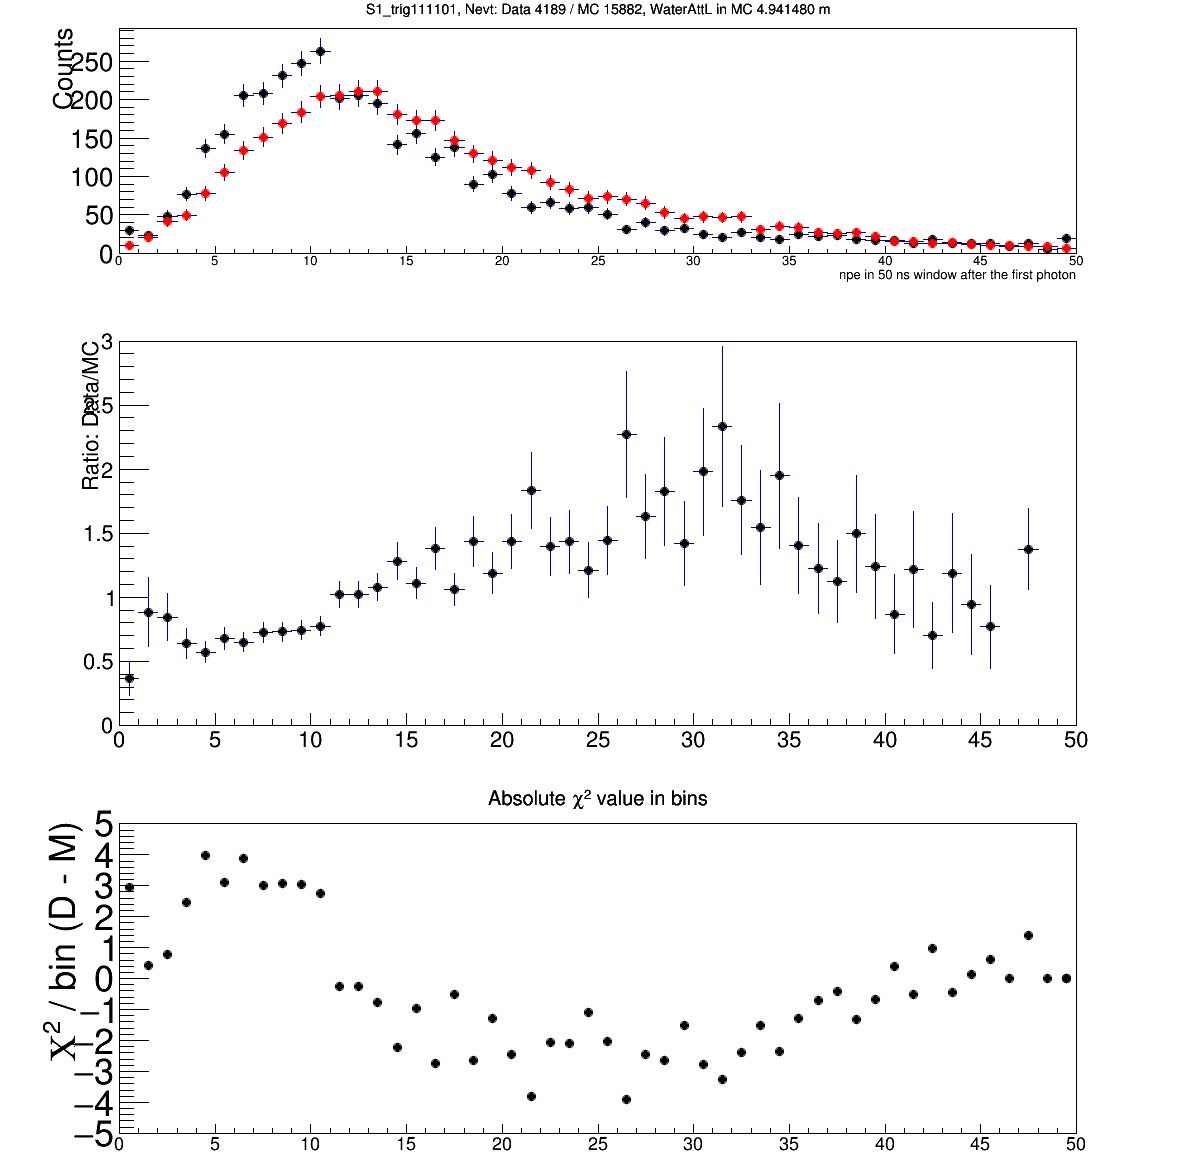 S1_trig111101, Nevt: Data 4189 / MC 15882, WaterAttL in MC 4.941480 m
Counts
250
200
150
100
50
0
0 5 10 15 20 25 30 35 40 45 50
npe in 50 ns window after the first photon
Ratio: Data/MC
3
2.5
2
1.5
1
0.5
0
0 5 10 15 20 25 30 35 40 45 50
Absolute χ² value in bins
X² / bin (D - M)
5
4
3
2
1
0
−1
−2
−3
−4
−5
0 5 10 15 20 25 30 35 40 45 50